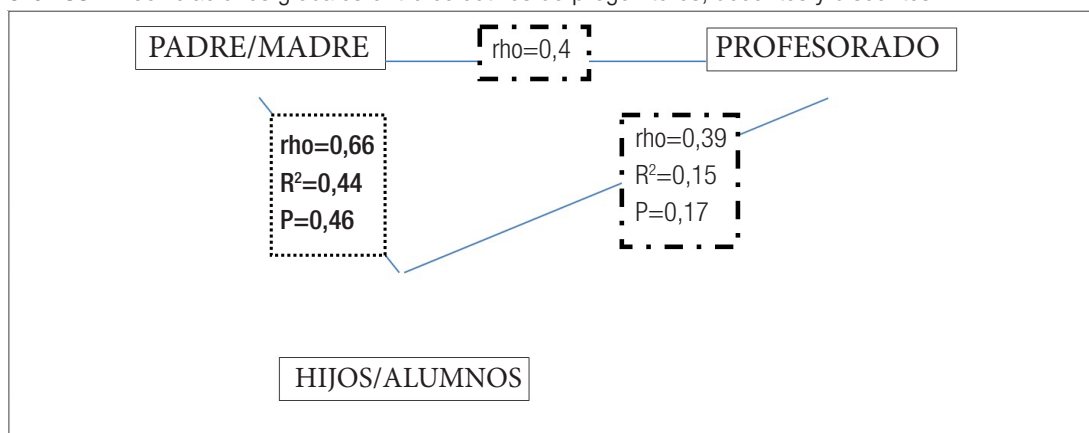 PADRE/MADRE
rho=0,4
PROFESORADO
rho=0,66
R²=0,44
P=0,46
rho=0,39
R²=0,15
P=0,17
HIJOS/ALUMNOS